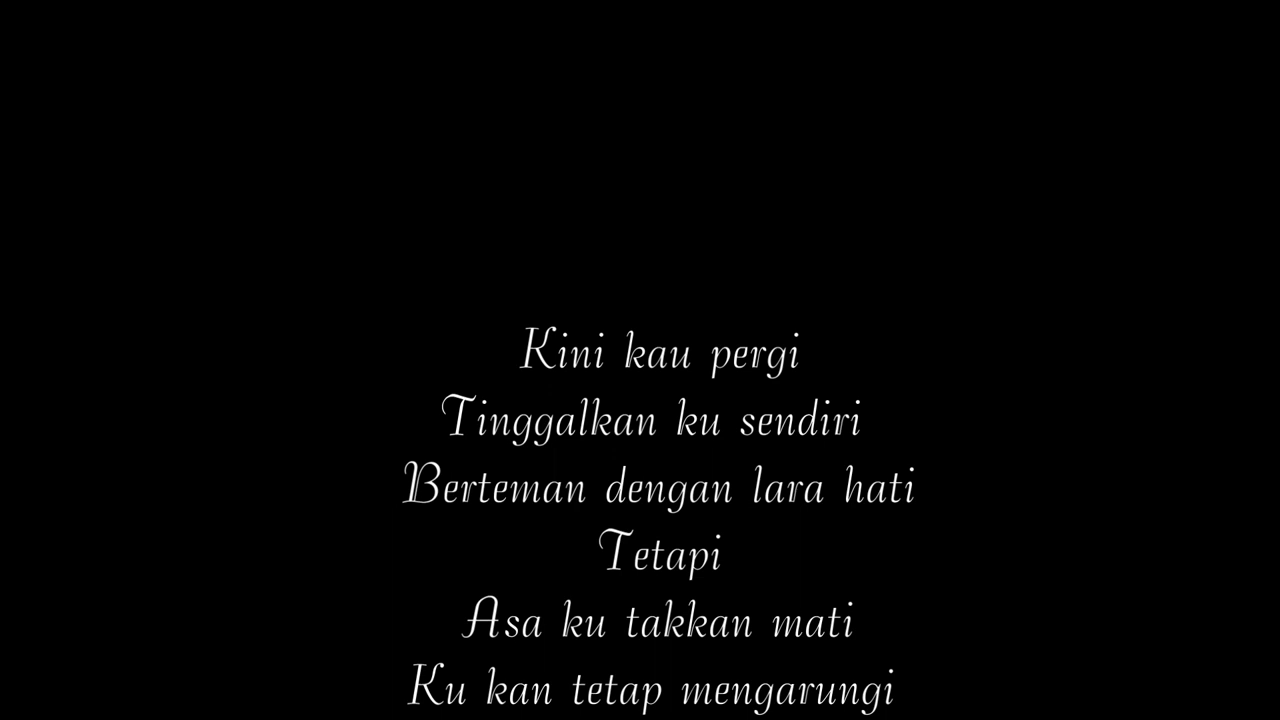 Kini kau pergi
Tinggalkan ku sendiri
Berteman dengan lara hati
Tetapi
Asa ku takkan mati
Ku kan tetap mengarungi